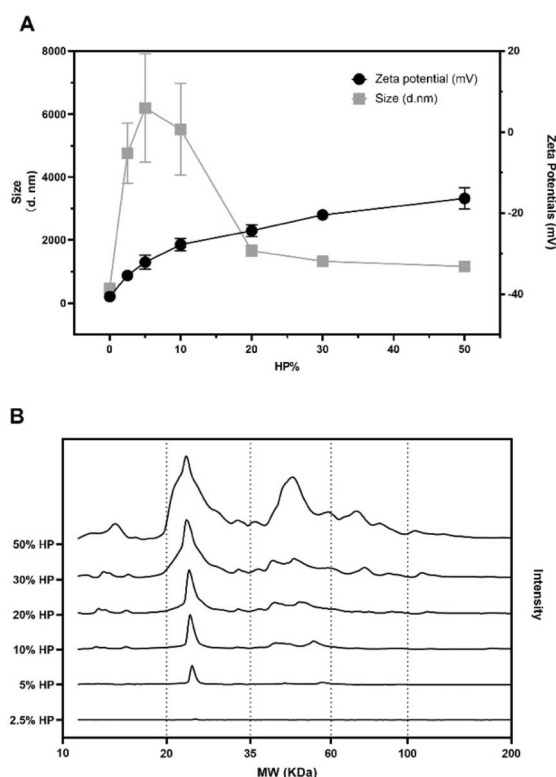 A
8000
6000
4000
2000
0
Size
(d. nm)
20
0
-20
-40
Zeta Potentials
(mV)
Zeta potential (mV)
Size (d.nm)
0 10 20 30 40 50
HP%
B
50% HP
30% HP
20% HP
10% HP
5% HP
2.5% HP
Intensity
10 20 35 60 100 200
MW (KDa)